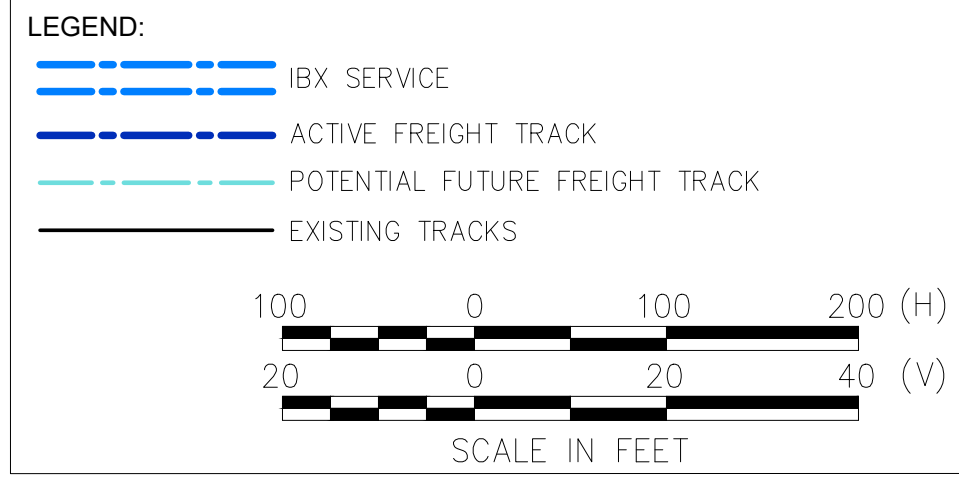 LEGEND:
IBX SERVICE
ACTIVE FREIGHT TRACK
POTENTIAL FUTURE FREIGHT TRACK
EXISTING TRACKS
100 0 100 200 (H)
20 0 20 40 (V)
SCALE IN FEET